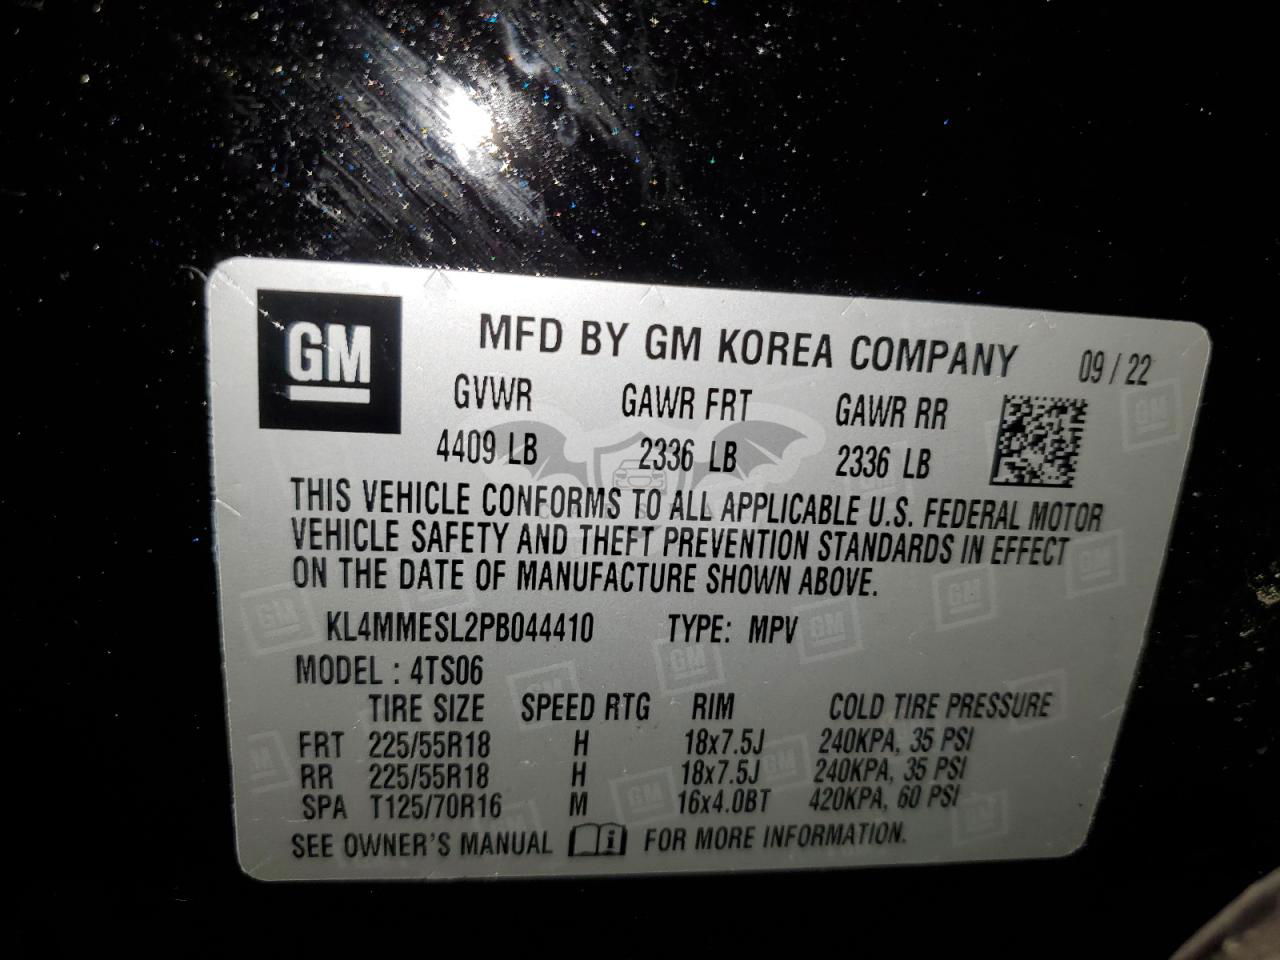 GM
MFD BY GM KOREA COMPANY 09 / 22
GVWR GAWR FRT GAWR RR
4409 LB 2336 LB 2336 LB
THIS VEHICLE CONFORMS TO ALL APPLICABLE U.S. FEDERAL MOTOR
VEHICLE SAFETY AND THEFT PREVENTION STANDARDS IN EFFECT
ON THE DATE OF MANUFACTURE SHOWN ABOVE.
KL4MMESL2PB044410 TYPE: MPV
MODEL : 4TS06
TIRE SIZE SPEED RTG RIM COLD TIRE PRESSURE
FRT 225/55R18 H 18x7.5J 240KPA, 35 PSI
RR 225/55R18 H 18x7.5J 240KPA, 35 PSI
SPA T125/70R16 M 16x4.0BT 420KPA, 60 PSI
SEE OWNER'S MANUAL i FOR MORE INFORMATION.